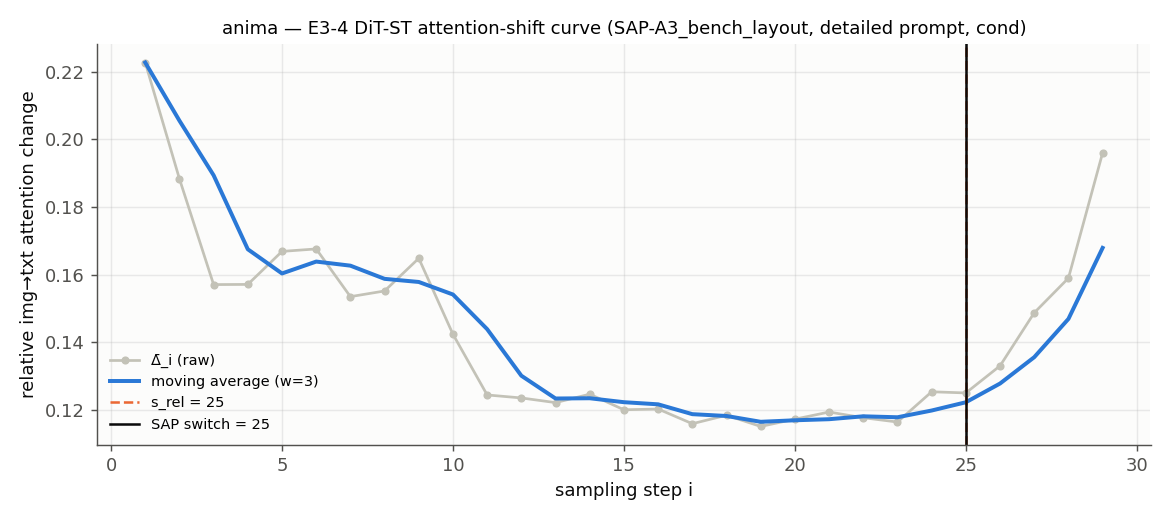 anima — E3-4 DiT-ST attention-shift curve (SAP-A3_bench_layout, detailed prompt, cond)
relative img→txt attention change
0.22
0.20
0.18
0.16
0.14
0.12
Δ̄_i (raw)
moving average (w=3)
s_rel = 25
SAP switch = 25
0 5 10 15 20 25 30
sampling step i